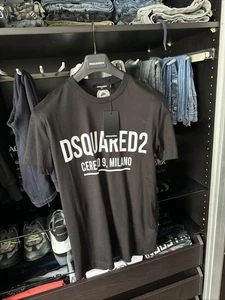 DSQUARED2
CERESIO 9, MILANO